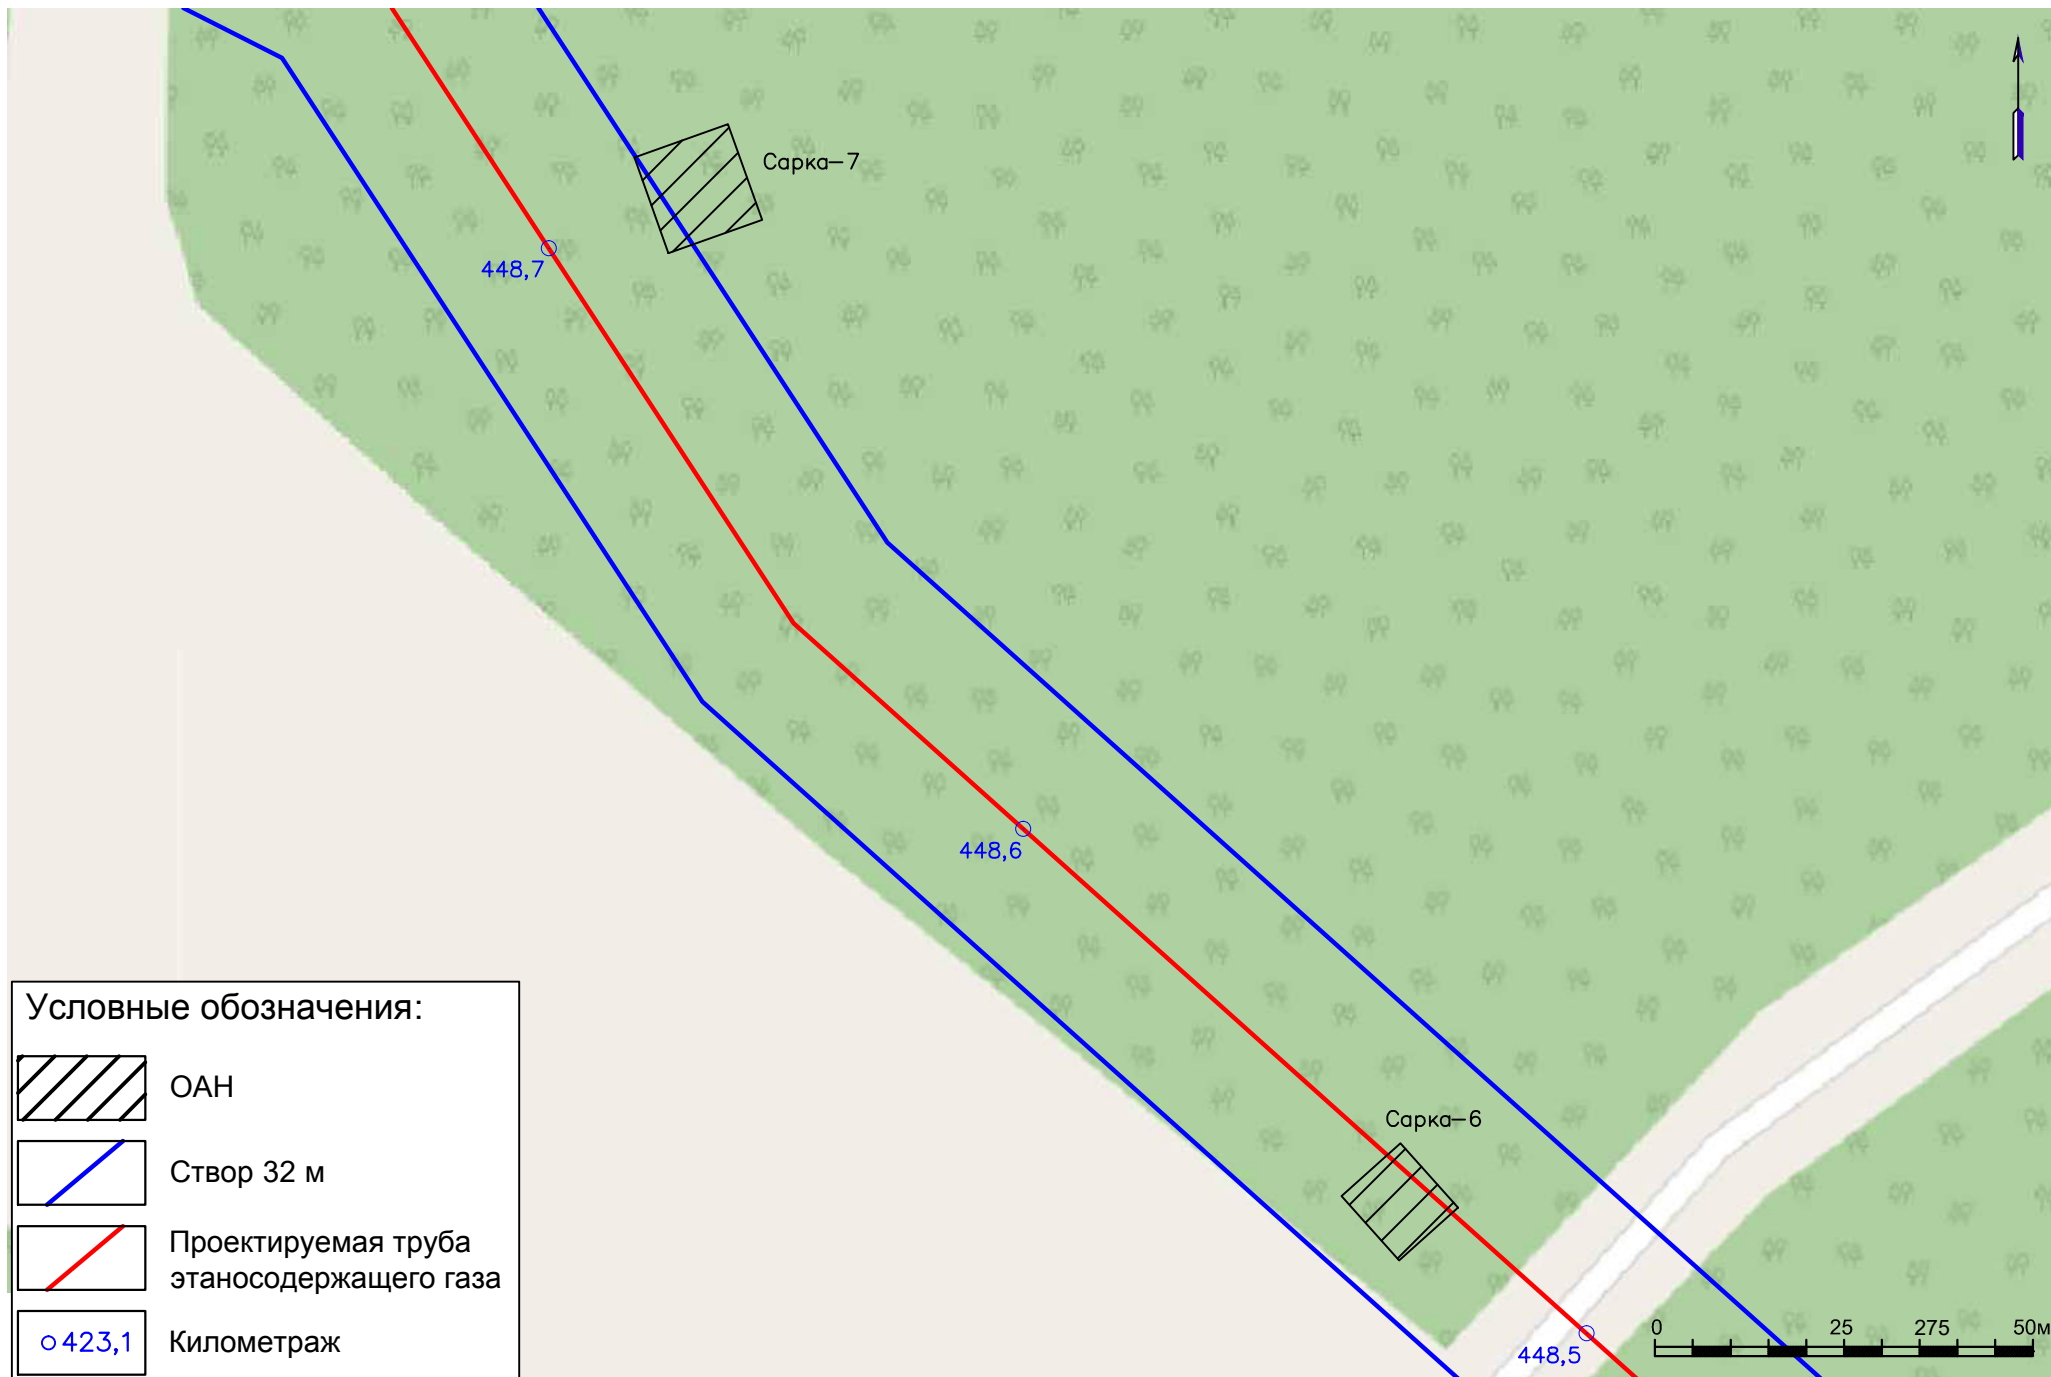 Сарка-7
448,7
448,6
Сарка-6
448,5
0 25 275 50м
Условные обозначения:
ОАН
Створ 32 м
Проектируемая труба
этаносодержащего газа
423,1 Километраж